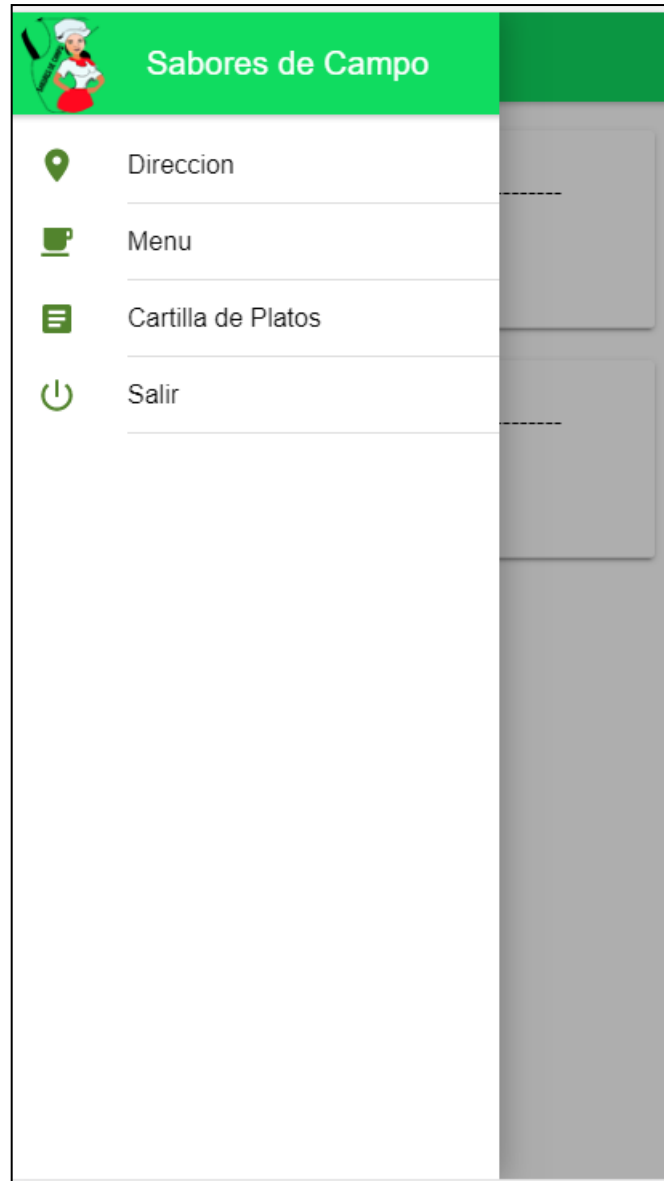 Sabores de Campo
Direccion
--------
Menu
Cartilla de Platos
Salir
--------